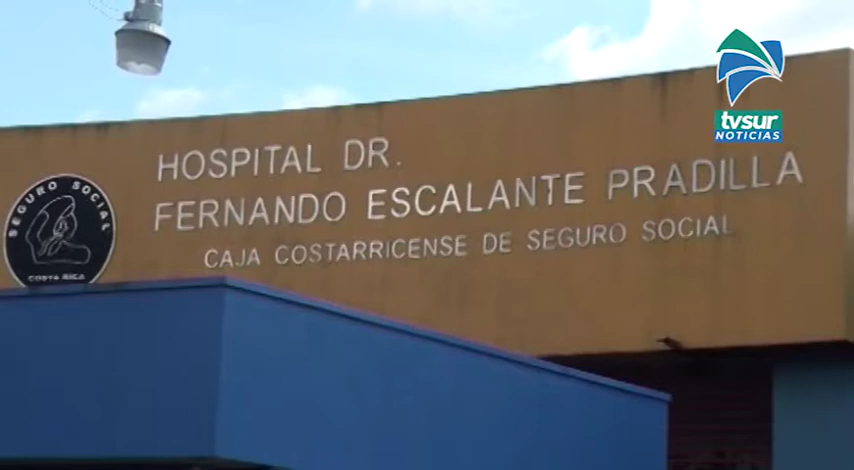 tvsur
NOTICIAS
HOSPITAL DR.
FERNANDO ESCALANTE PRADILLA
CAJA COSTARRICENSE DE SEGURO SOCIAL
SEGURO SOCIAL
COSTA RICA